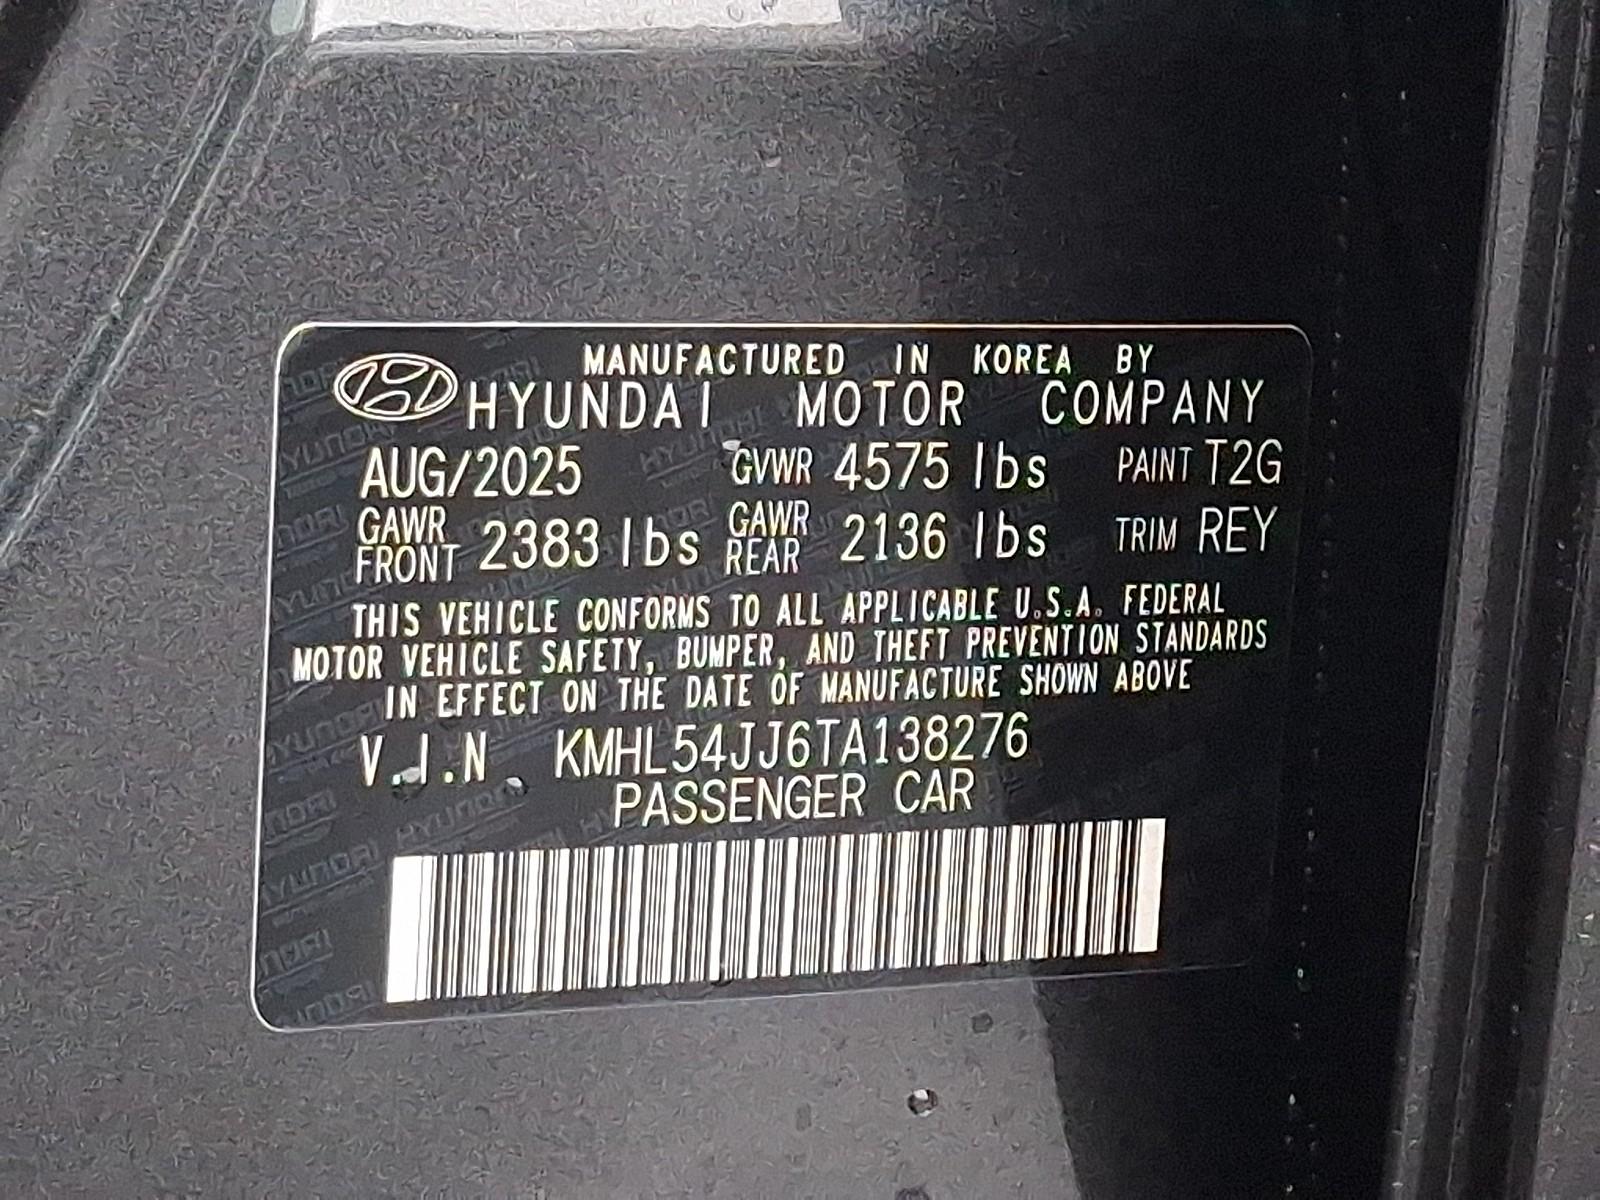 MANUFACTURED IN KOREA BY
HYUNDAI MOTOR COMPANY
AUG/2025 GVWR 4575 lbs PAINT T2G
GAWR FRONT 2383 lbs GAWR REAR 2136 lbs TRIM REY
THIS VEHICLE CONFORMS TO ALL APPLICABLE U.S.A. FEDERAL
MOTOR VEHICLE SAFETY, BUMPER, AND THEFT PREVENTION STANDARDS
IN EFFECT ON THE DATE OF MANUFACTURE SHOWN ABOVE
V.I.N. KMHL54JJ6TA138276
PASSENGER CAR